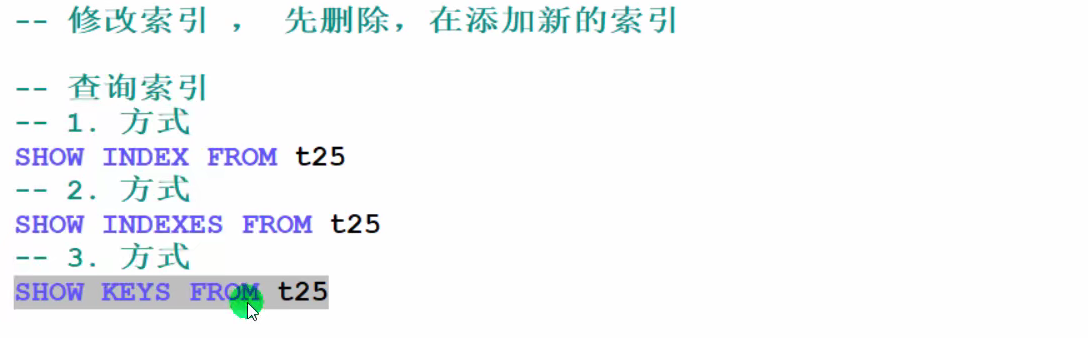 -- 修改索引 ， 先删除，在添加新的索引
-- 查询索引
-- 1. 方式
SHOW INDEX FROM t25
-- 2. 方式
SHOW INDEXES FROM t25
-- 3. 方式
SHOW KEYS FROM t25